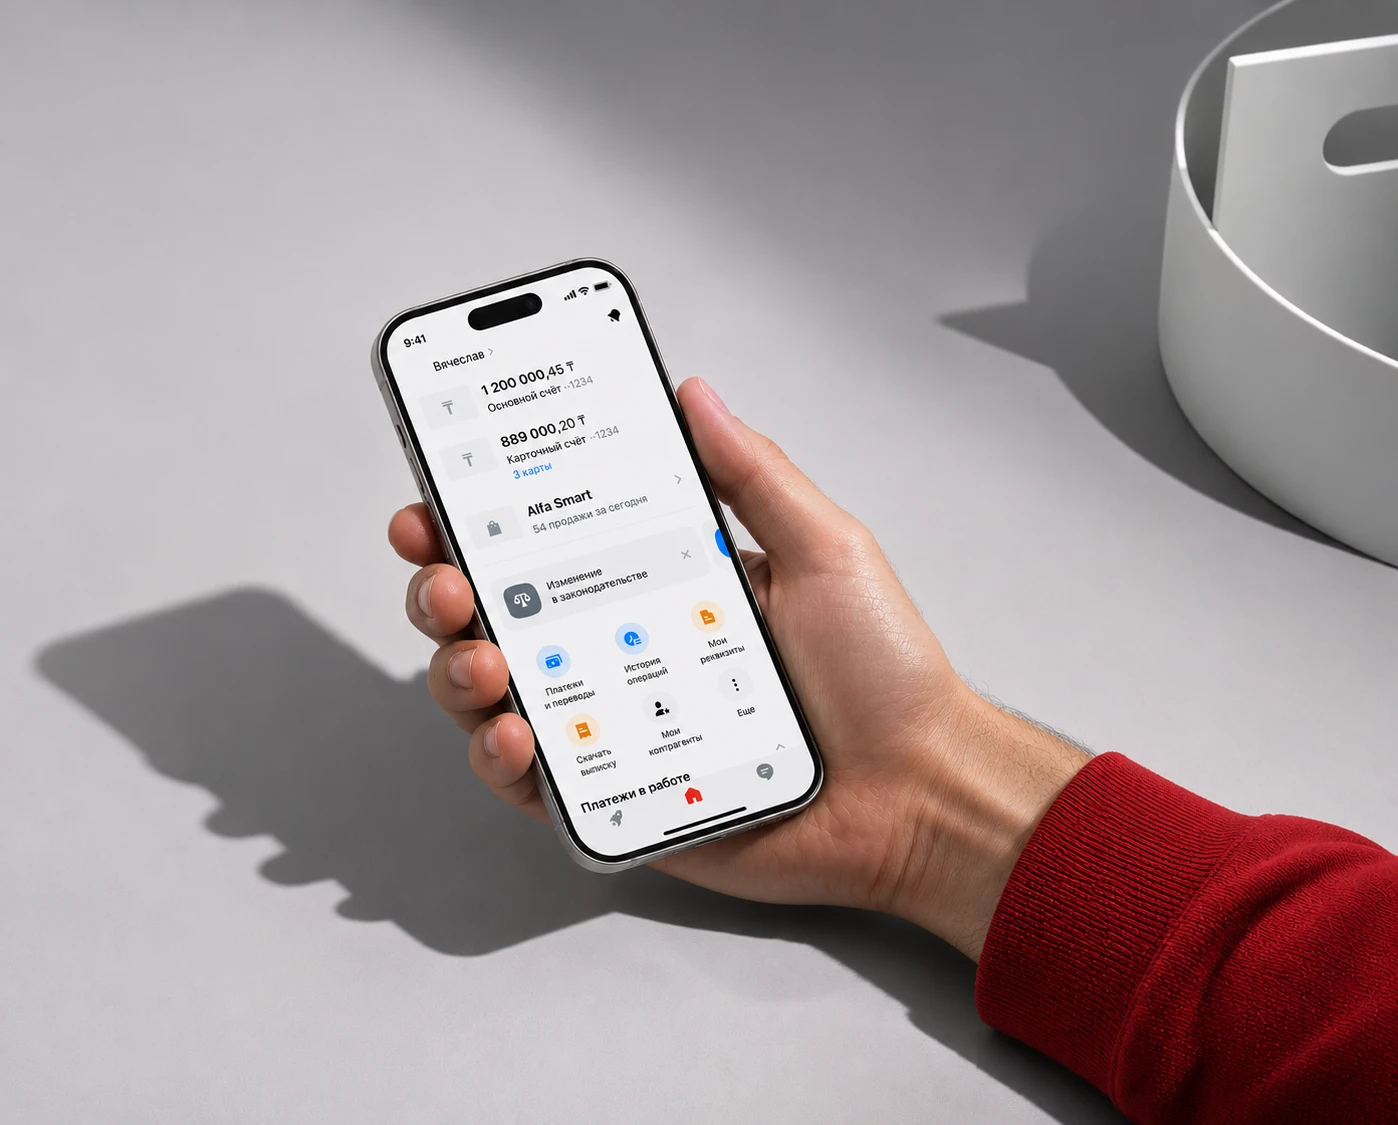 9:41
Вячеслав
1 200 000,45 ₸
Основной счёт ··1234
889 000,20 ₸
Карточный счёт ··1234
3 карты
Alfa Smart
54 продажи за сегодня
Изменение
в законодательстве
Платежи
и переводы
История
операций
Мои
реквизиты
Скачать
выписку
Мои
контрагенты
Еще
Платежи в работе